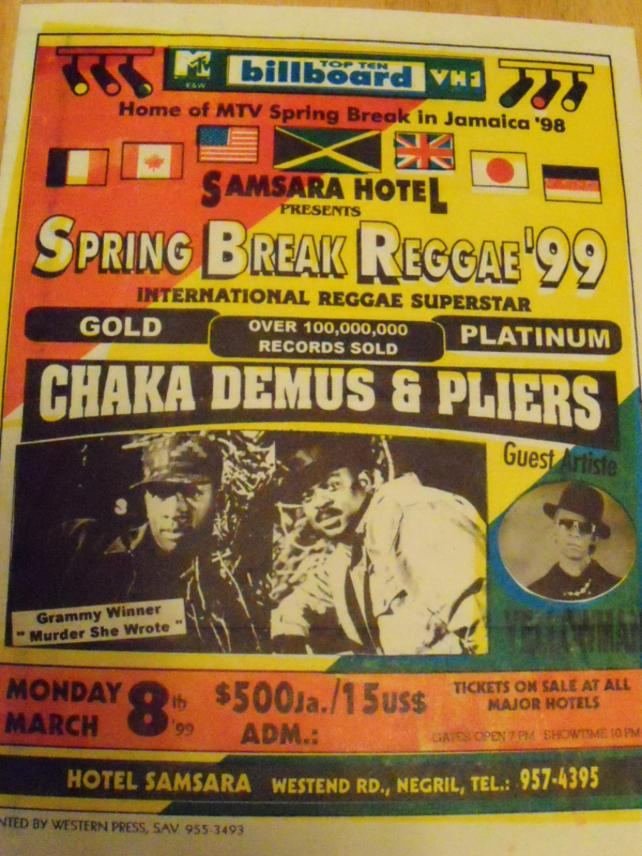 MTV
TOP TEN
billboard
VH1
Home of MTV Spring Break in Jamaica '98
SAMSARA HOTEL
PRESENTS
SPRING BREAK REGGAE '99
INTERNATIONAL REGGAE SUPERSTAR
GOLD
OVER 100,000,000
RECORDS SOLD
PLATINUM
CHAKA DEMUS & PLIERS
Guest Artiste
Grammy Winner
" Murder She Wrote "
YELLOWMAN
MONDAY
MARCH
8th
'99
$500Ja./15US$
ADM.:
TICKETS ON SALE AT ALL
MAJOR HOTELS
GATES OPEN 7 PM SHOWTIME 10 PM
HOTEL SAMSARA WESTEND RD., NEGRIL, TEL.: 957-4395
NTED BY WESTERN PRESS, SAV. 955-3493